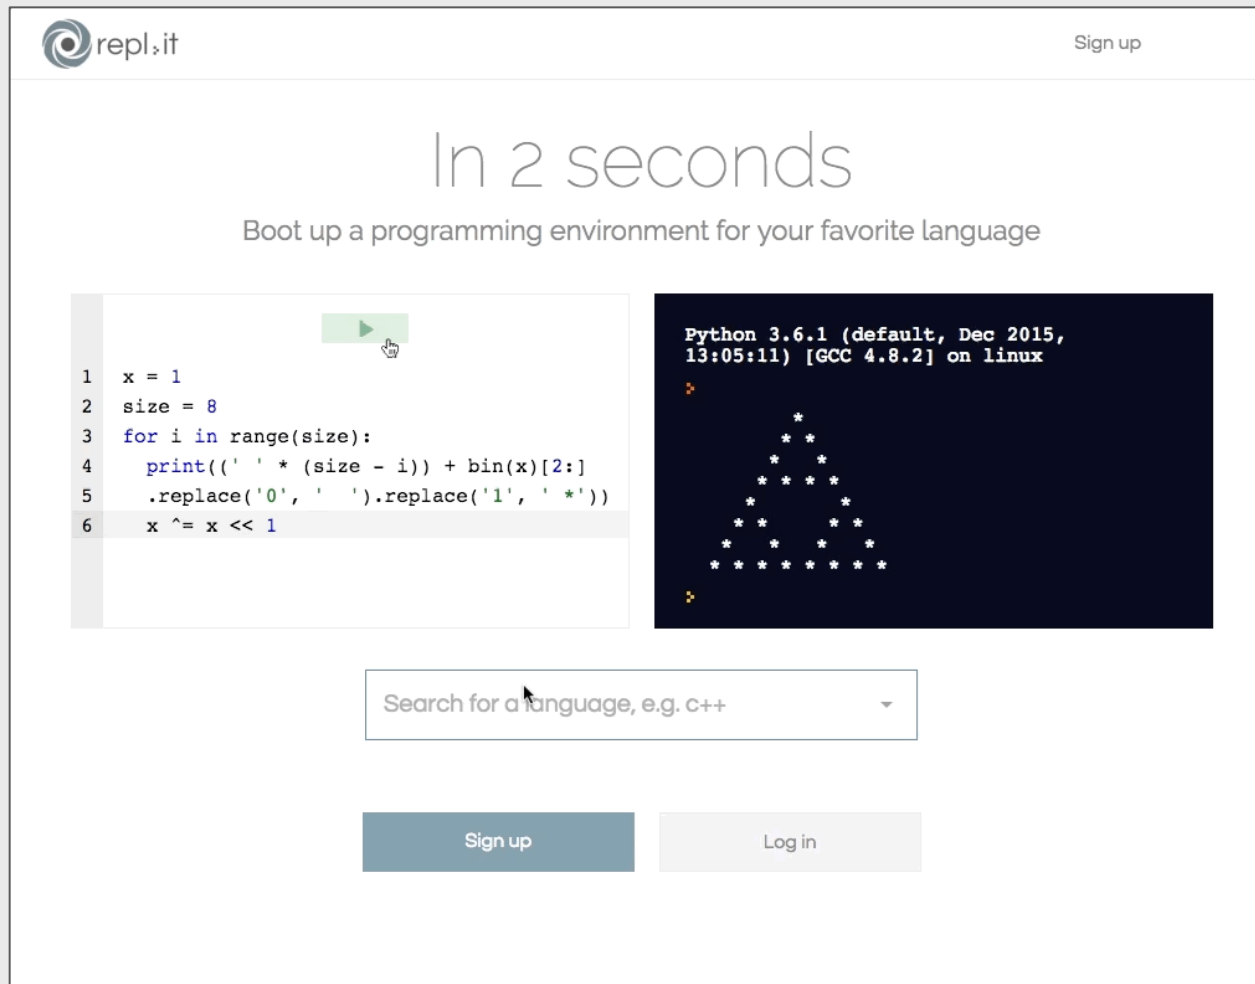 repl.it
Sign up
In 2 seconds
Boot up a programming environment for your favorite language
1 x = 1
2 size = 8
3 for i in range(size):
4   print((' ' * (size - i)) + bin(x)[2:]
5   .replace('0', '  ').replace('1', ' *'))
6   x ^= x << 1
Python 3.6.1 (default, Dec 2015,
13:05:11) [GCC 4.8.2] on linux
>
         *
        * *
       *   *
      * * * *
     *       *
    * *     * *
   *   *   *   *
  * * * * * * * *
>
Search for a language, e.g. c++
Sign up
Log in